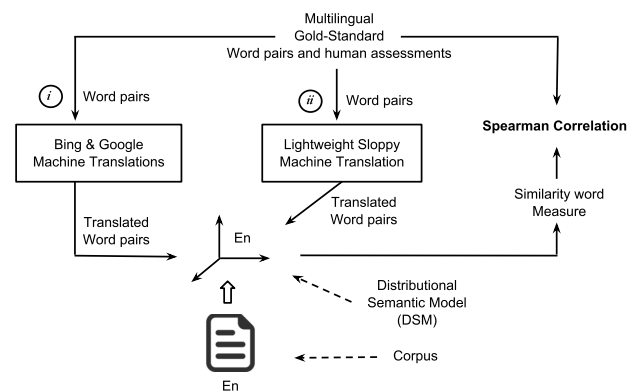 Multilingual
Gold-Standard
Word pairs and human assessments
i
Word pairs
ii
Word pairs
Bing & Google
Machine Translations
Lightweight Sloppy
Machine Translation
Spearman Correlation
Similarity word
Measure
Translated
Word pairs
Translated
Word pairs
En
Distributional
Semantic Model
(DSM)
Corpus
En